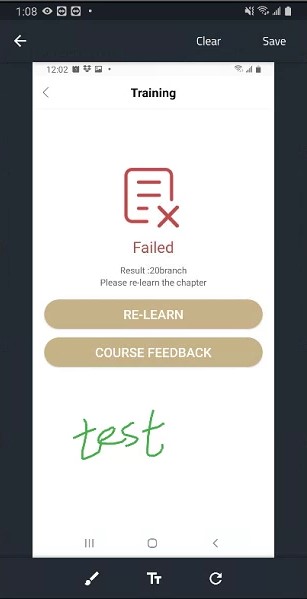 1:08
Clear Save
12:02
Training
Failed
Result :20branch
Please re-learn the chapter
RE-LEARN
COURSE FEEDBACK
test
Tт